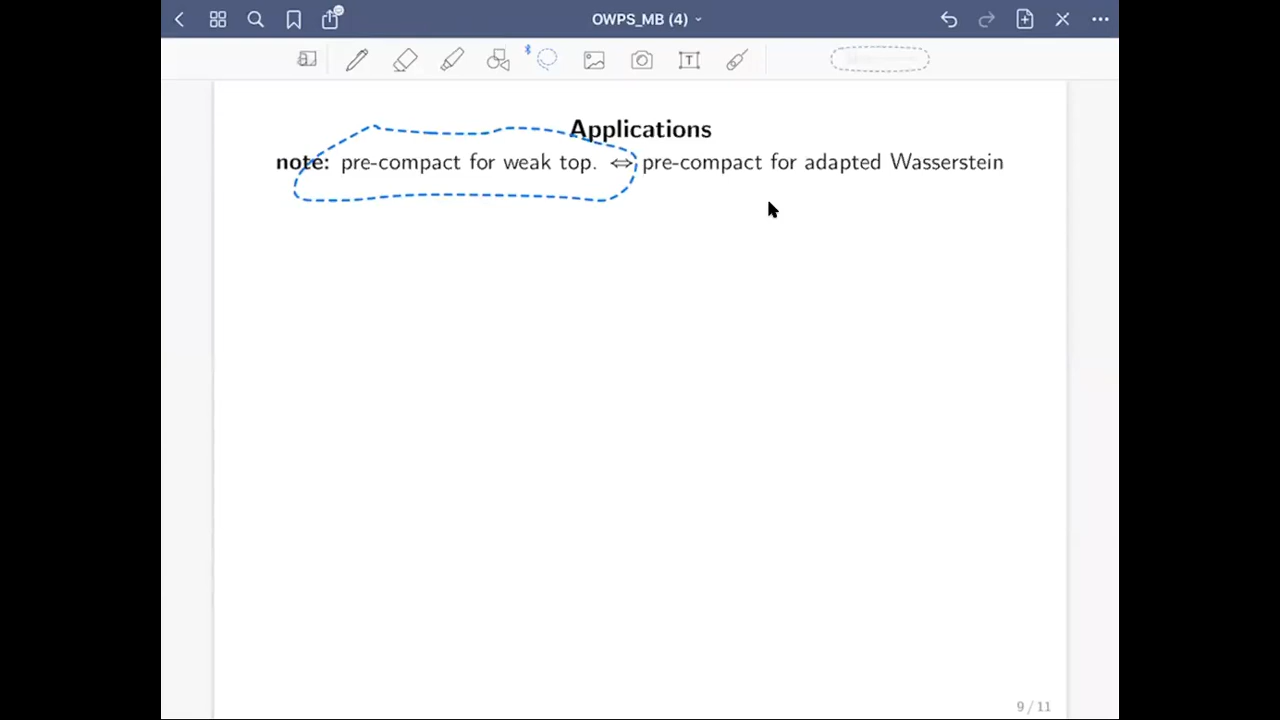 OWPS_MB (4)
T
Applications
note: pre-compact for weak top. ⇔ pre-compact for adapted Wasserstein
9 / 11